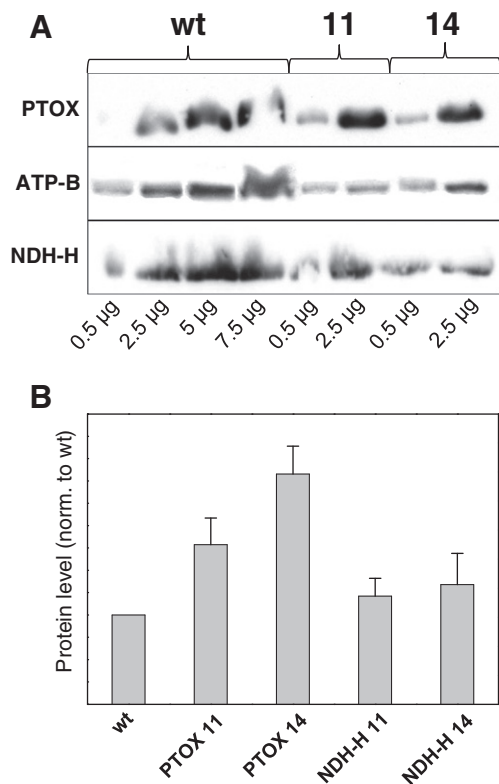 A
wt 11 14
PTOX
ATP-B
NDH-H
0.5 µg 2.5 µg 5 µg 7.5 µg 0.5 µg 2.5 µg 0.5 µg 2.5 µg
B
Protein level (norm. to wt)
wt PTOX 11 PTOX 14 NDH-H 11 NDH-H 14